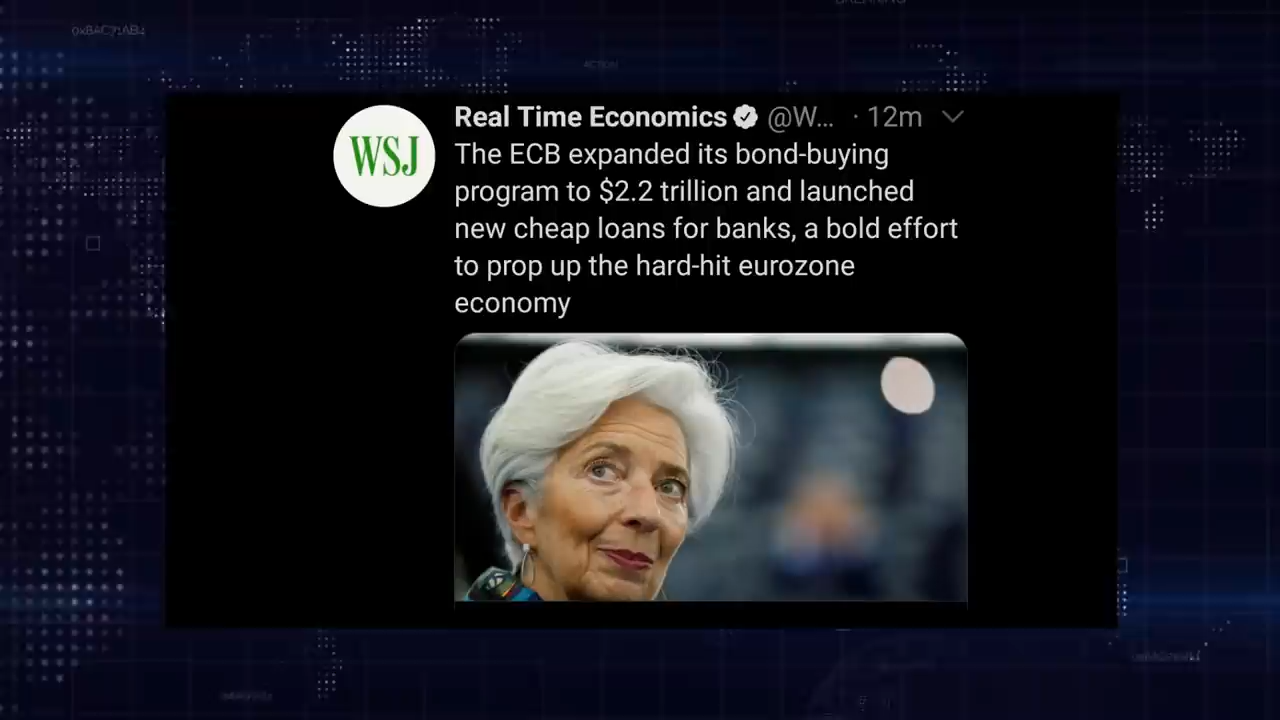 Real Time Economics @W... · 12m
WSJ
The ECB expanded its bond-buying
program to $2.2 trillion and launched
new cheap loans for banks, a bold effort
to prop up the hard-hit eurozone
economy
ACTION